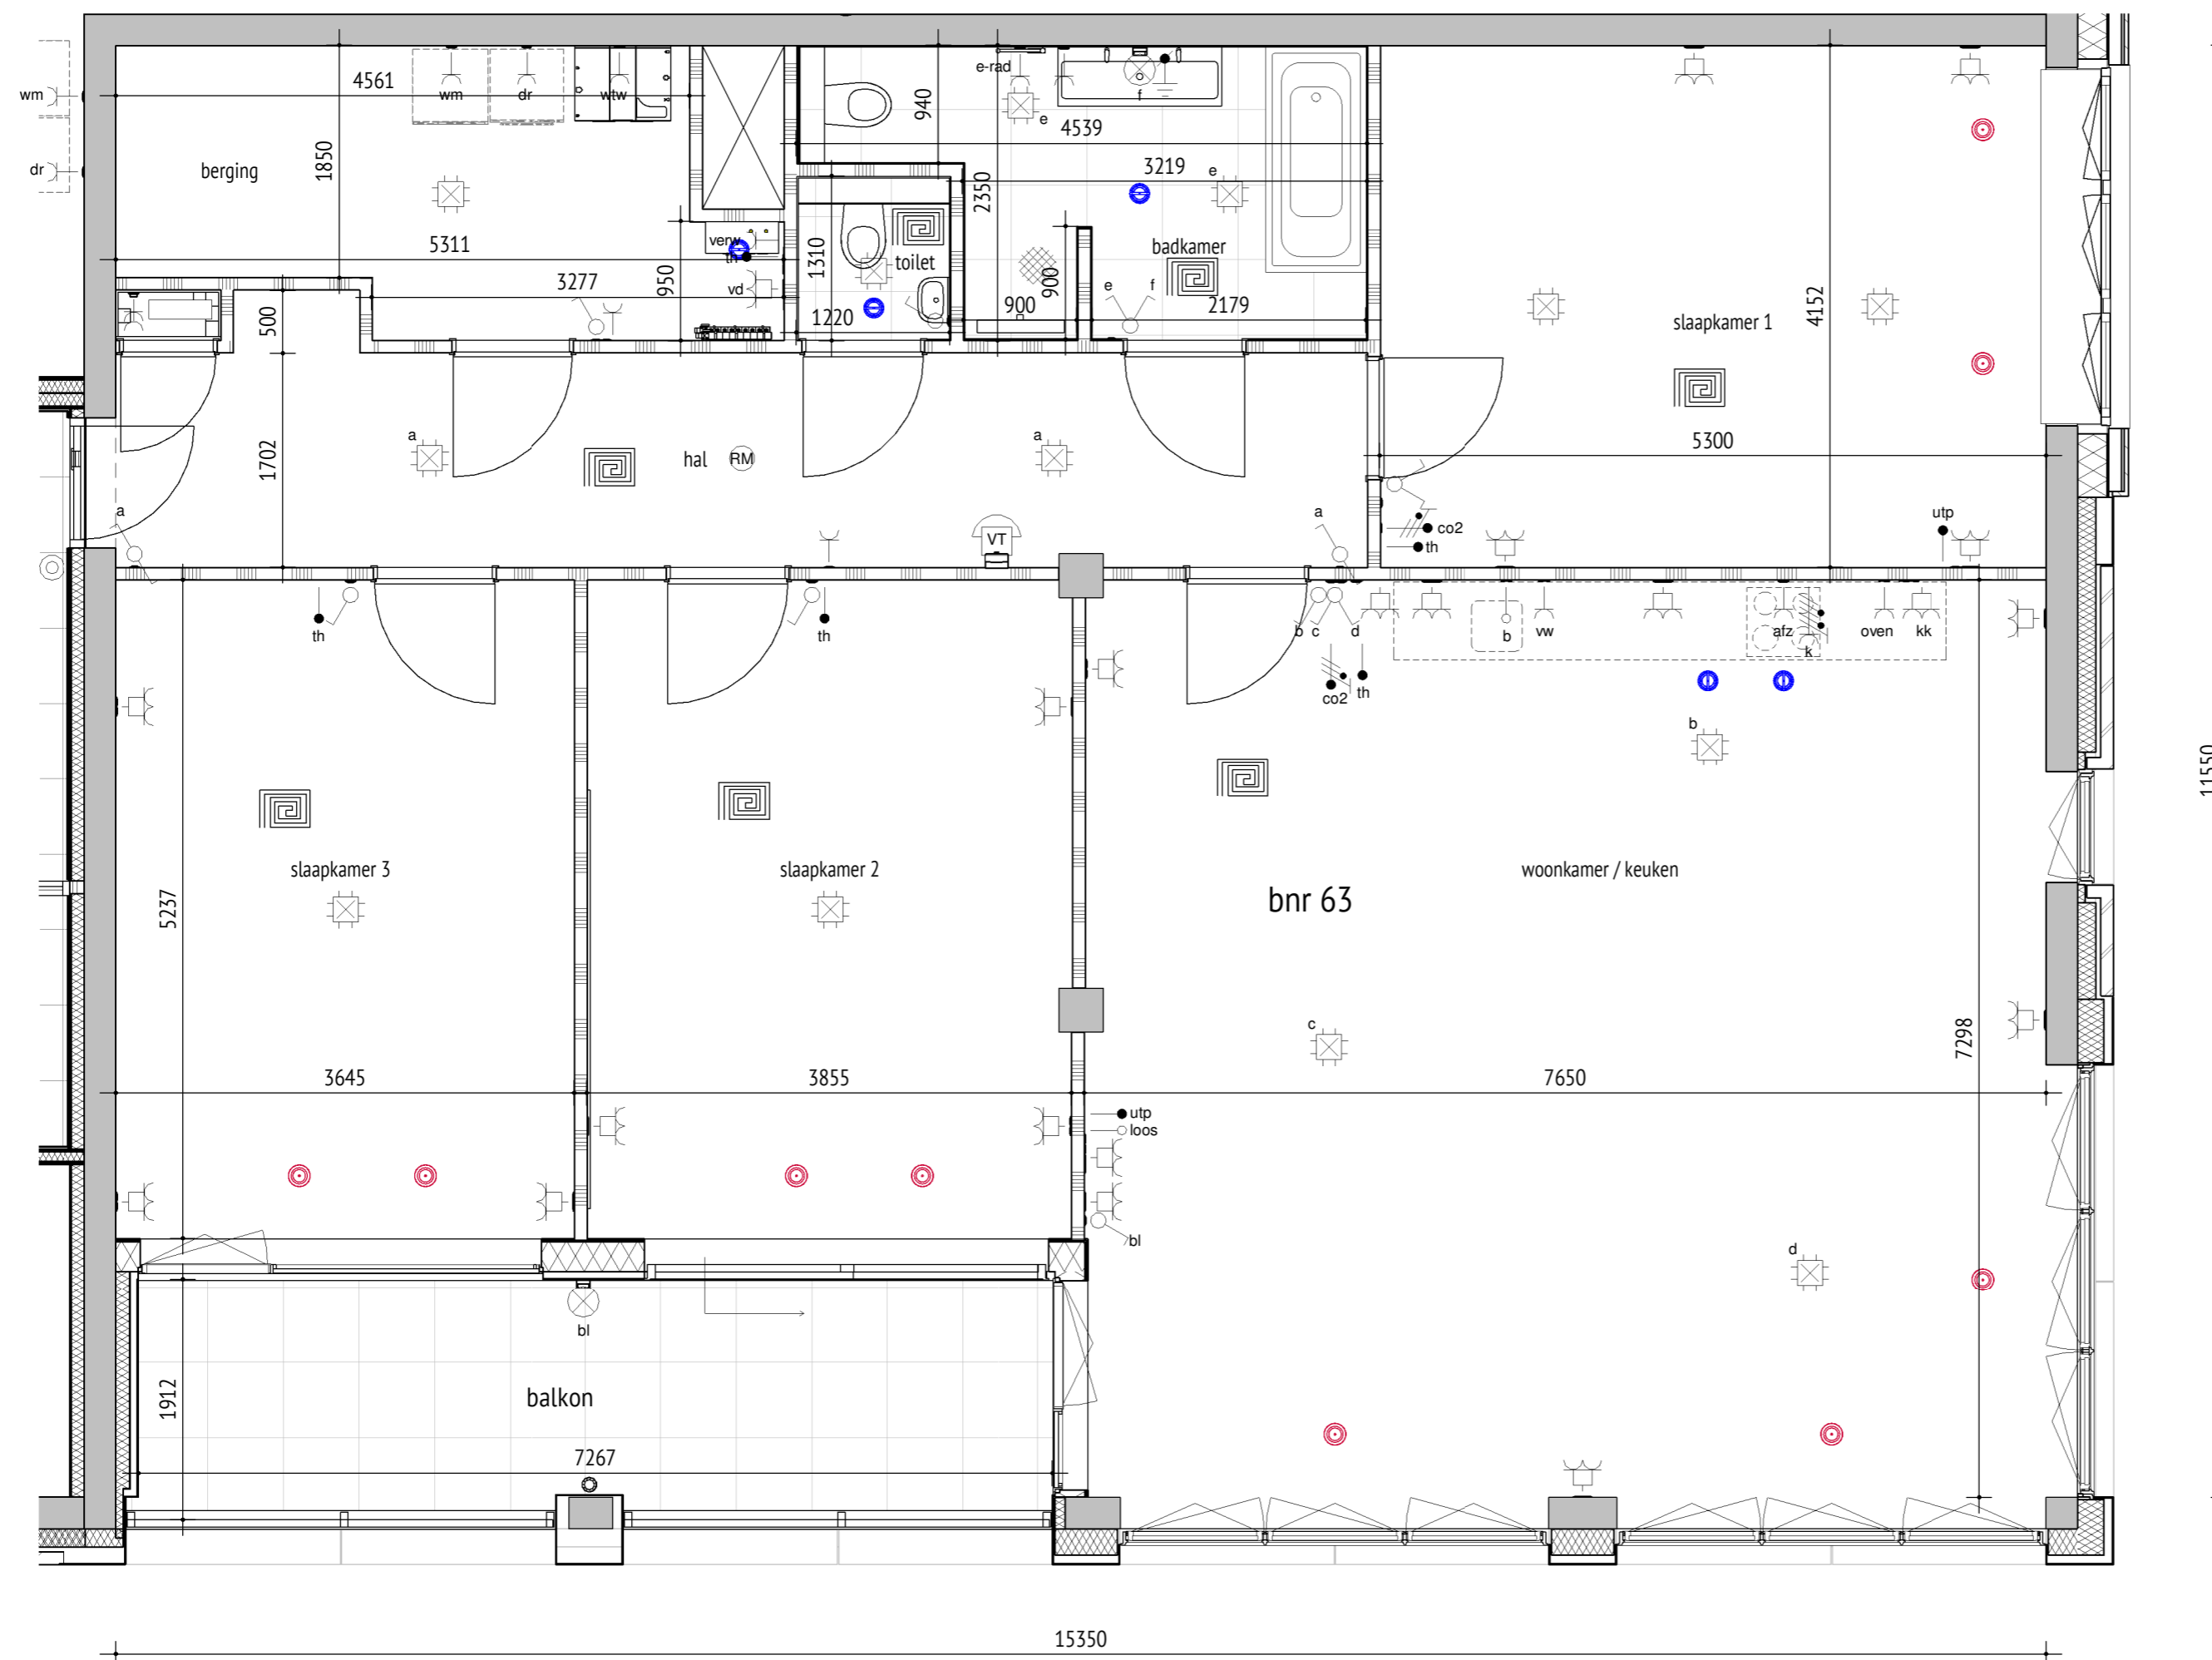 wm
dr
4561
wm
dr
wtw
berging
1850
5311
3277
950
verw
th
vd
500
e-rad
e
940
4539
f
3219
e
2350
1310
toilet
1220
badkamer
900
900
e
f
2179
slaapkamer 1
4152
5300
a
1702
a
hal
RM
a
VT
a
co2
th
utp
th
th
b
c
d
co2
th
b
vw
afz
k
oven
kk
b
slaapkamer 3
slaapkamer 2
woonkamer / keuken
bnr 63
5237
c
7298
11550
3645
3855
7650
utp
loos
bl
d
bl
balkon
1912
7267
15350